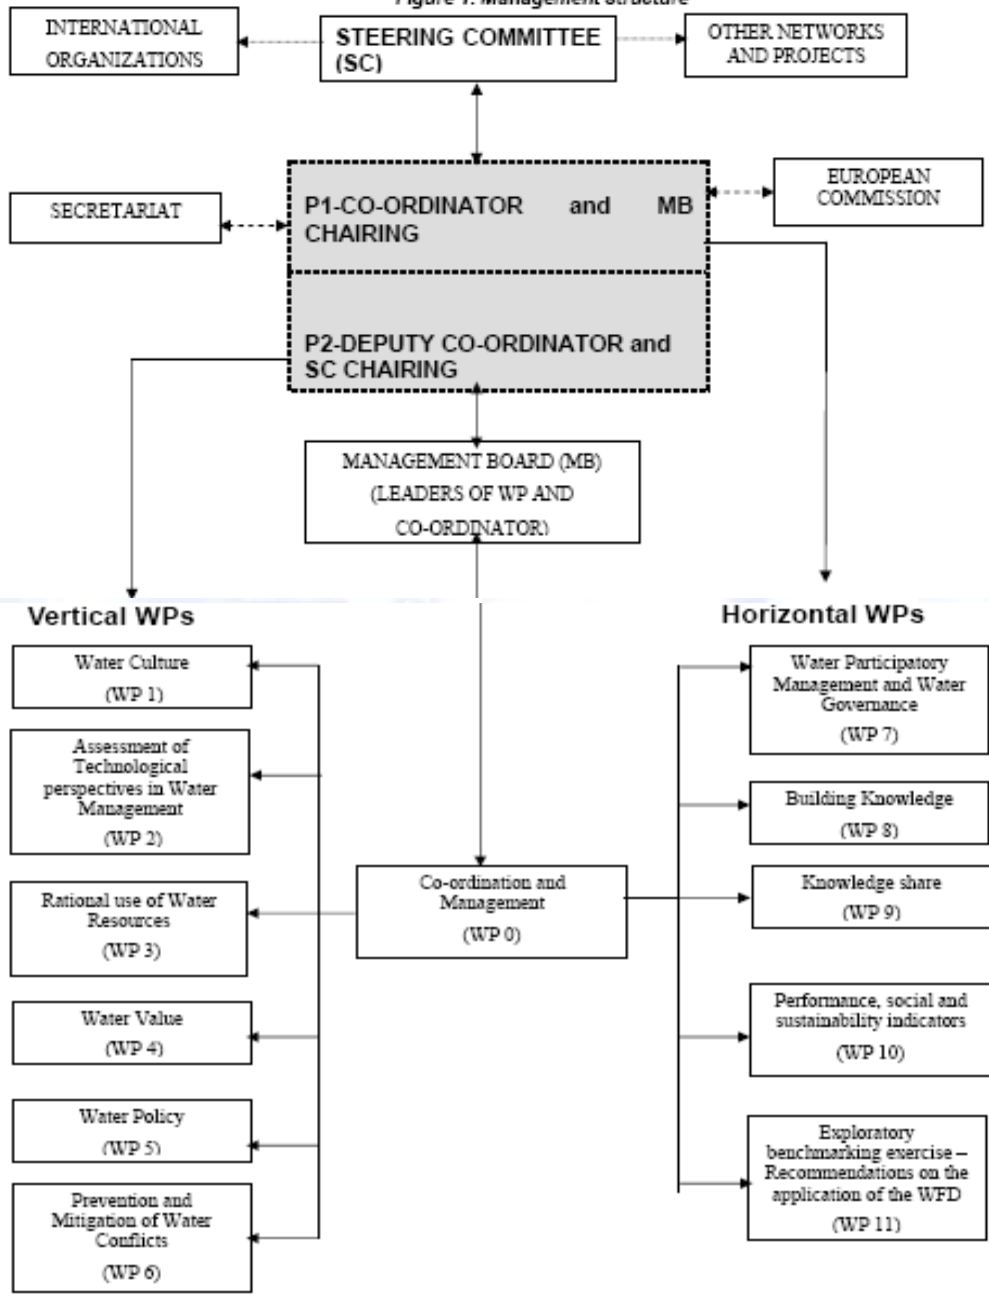 Figure 1. Management structure
INTERNATIONAL
ORGANIZATIONS
STEERING COMMITTEE
(SC)
OTHER NETWORKS
AND PROJECTS
SECRETARIAT
P1-CO-ORDINATOR and MB
CHAIRING
EUROPEAN
COMMISSION
P2-DEPUTY CO-ORDINATOR and
SC CHAIRING
MANAGEMENT BOARD (MB)
(LEADERS OF WP AND
CO-ORDINATOR)
Vertical WPs
Water Culture
(WP 1)
Assessment of
Technological
perspectives in Water
Management
(WP 2)
Rational use of Water
Resources
(WP 3)
Water Value
(WP 4)
Water Policy
(WP 5)
Prevention and
Mitigation of Water
Conflicts
(WP 6)
Co-ordination and
Management
(WP 0)
Horizontal WPs
Water Participatory
Management and Water
Governance
(WP 7)
Building Knowledge
(WP 8)
Knowledge share
(WP 9)
Performance, social and
sustainability indicators
(WP 10)
Exploratory
benchmarking exercise –
Recommendations on the
application of the WFD
(WP 11)